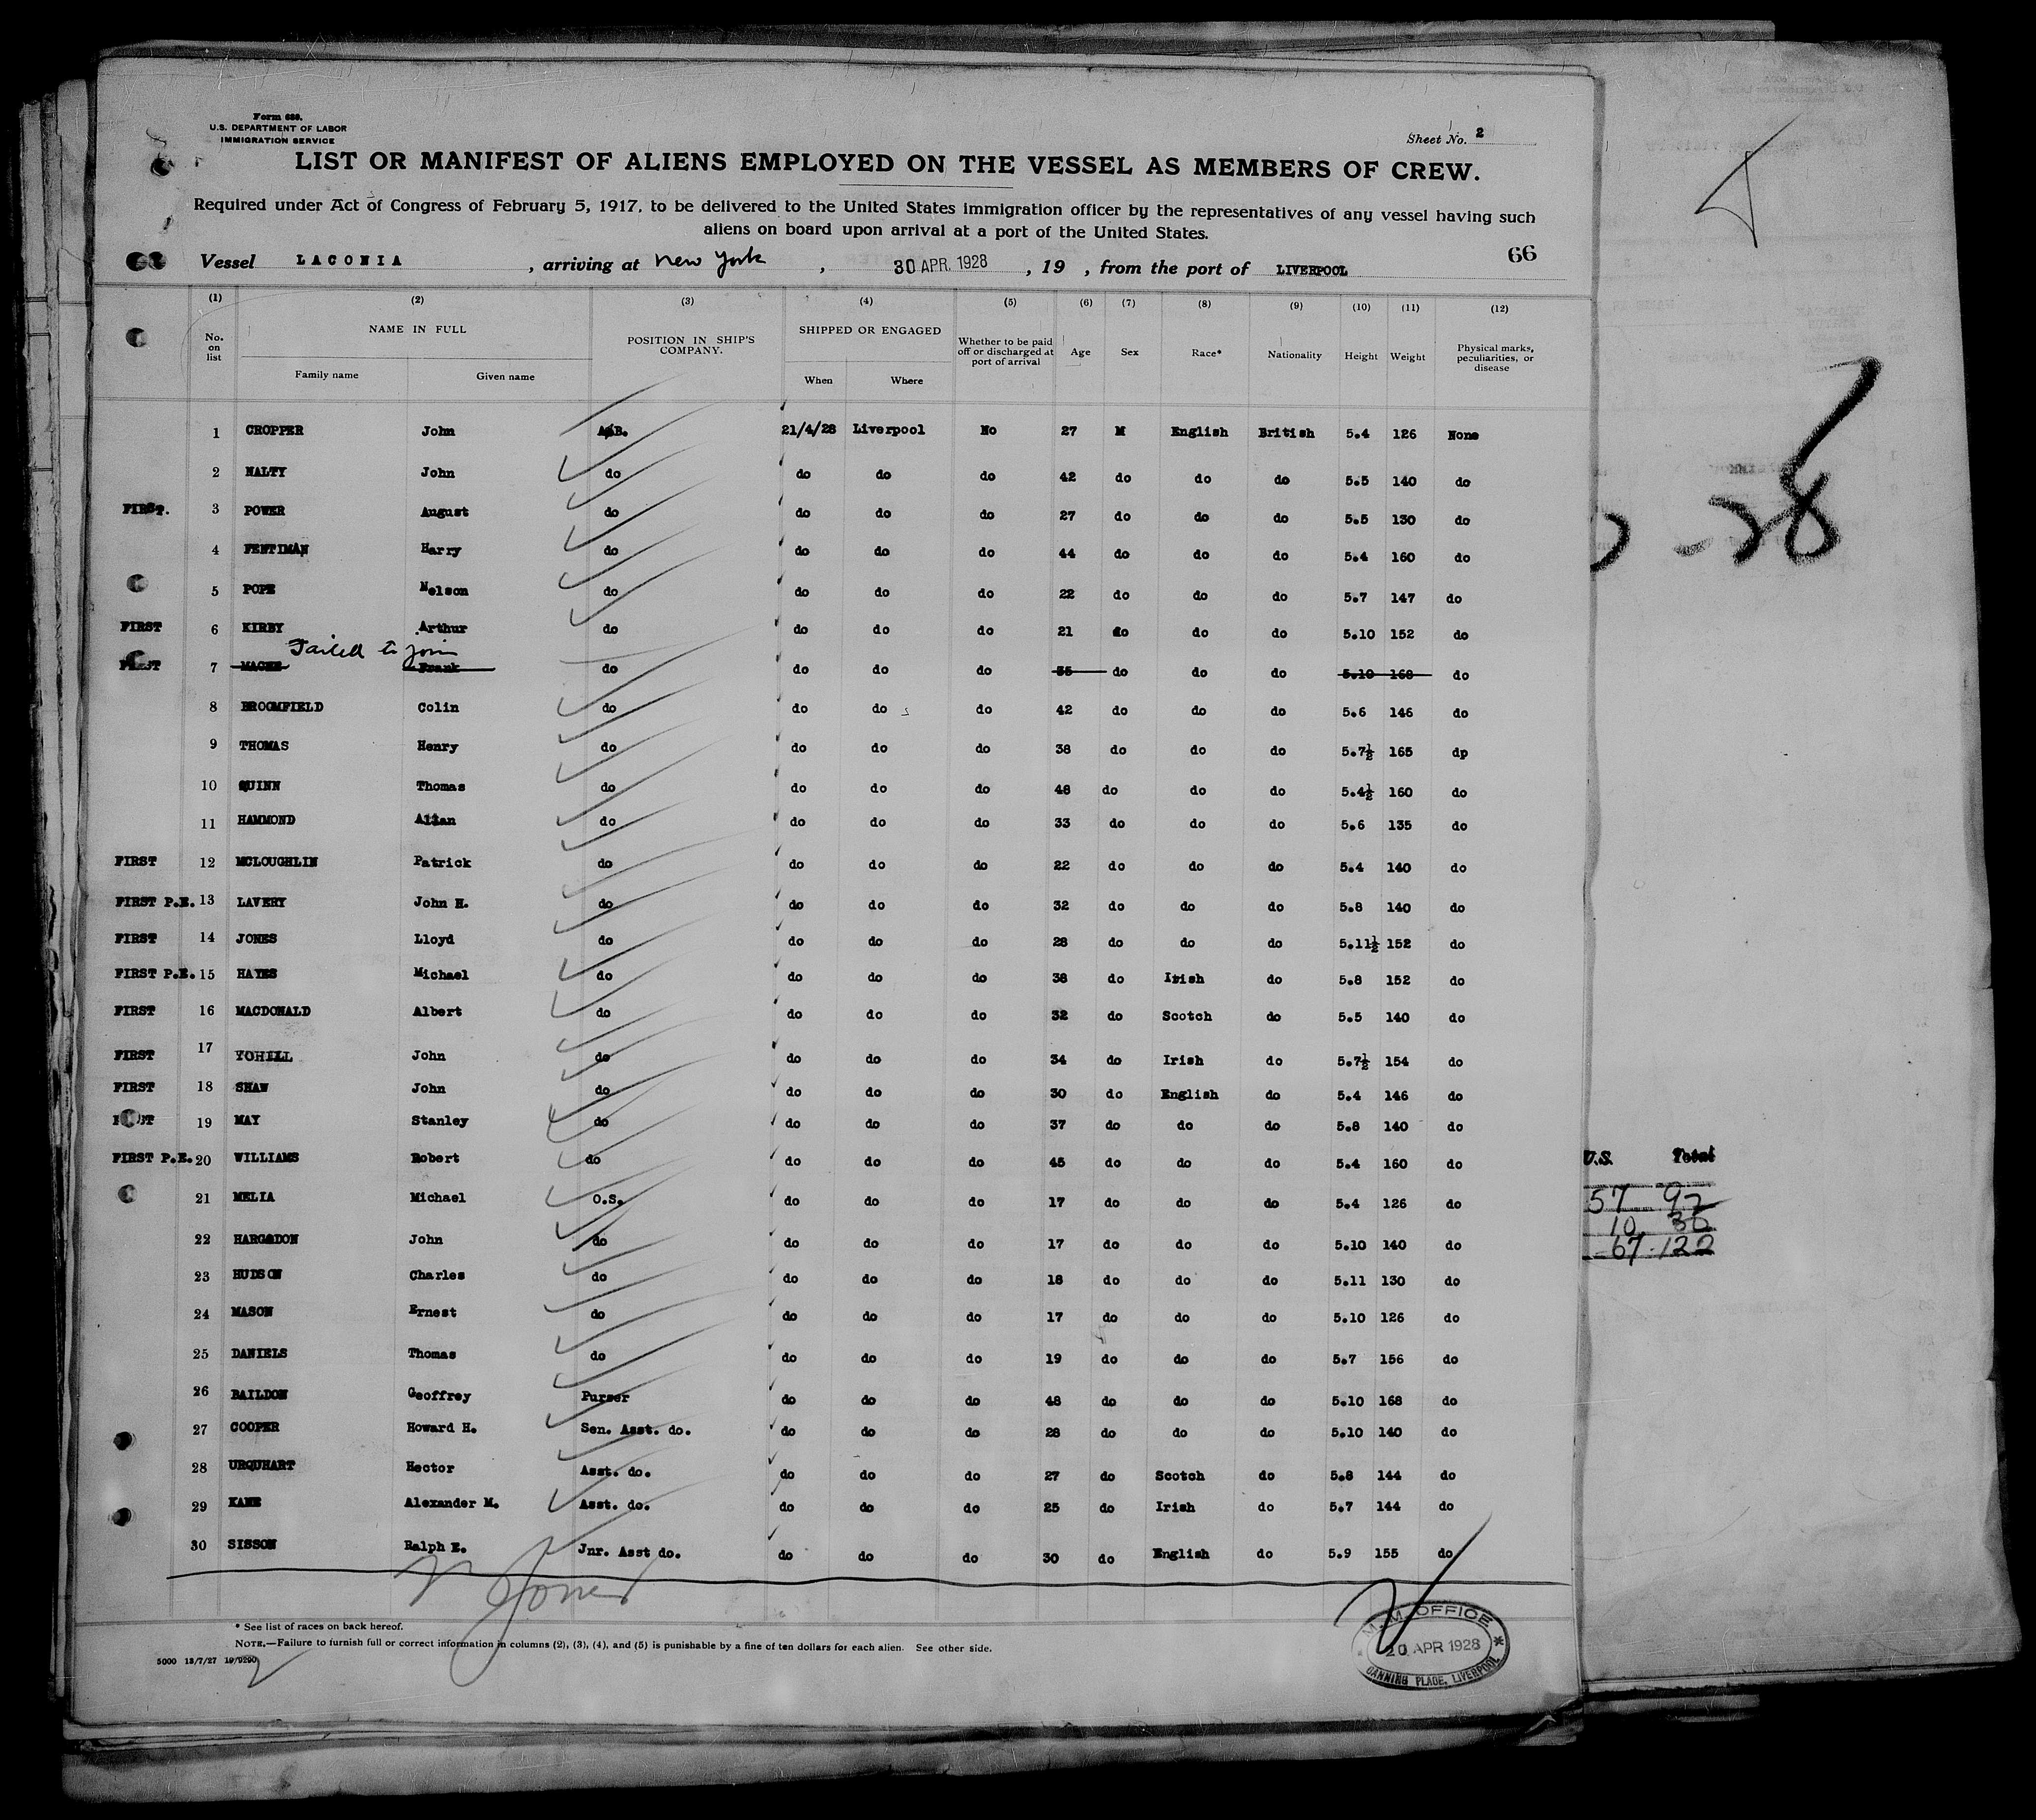 Form 689.
U.S. DEPARTMENT OF LABOR
IMMIGRATION SERVICE
Sheet No. 2
LIST OR MANIFEST OF ALIENS EMPLOYED ON THE VESSEL AS MEMBERS OF CREW.
Required under Act of Congress of February 5, 1917, to be delivered to the United States immigration officer by the representatives of any vessel having such
aliens on board upon arrival at a port of the United States.
66
Vessel LACONIA , arriving at New York , 30 APR. 1928 , 19 , from the port of LIVERPOOL
(1) (2) (3) (4) (5) (6) (7) (8) (9) (10) (11) (12)
No. on list NAME IN FULL POSITION IN SHIP'S COMPANY. SHIPPED OR ENGAGED Whether to be paid off or discharged at port of arrival Age Sex Race* Nationality Height Weight Physical marks, peculiarities, or disease
Family name Given name When Where
1 CROPPER John A.B. 21/4/28 Liverpool No 27 M English British 5.4 126 None
2 NALTY John do do do do 42 do do do 5.5 140 do
FIRST. 3 POWER August do do do do 27 do do do 5.5 130 do
4 FENTIMAN Harry do do do do 44 do do do 5.4 160 do
5 POPE Nelson do do do do 22 do do do 5.7 147 do
FIRST 6 KIRBY Arthur do do do do 21 do do do 5.10 152 do
Failed to join
FIRST 7 Frank do do do do 35 do do do 5.10 168 do
8 BROOMFIELD Colin do do do do 42 do do do 5.6 146 do
9 THOMAS Henry do do do do 38 do do do 5.7½ 165 dp
10 QUINN Thomas do do do do 48 do do do 5.4½ 160 do
11 HAMMOND Allan do do do do 33 do do do 5.6 135 do
FIRST 12 MCLOUGHLIN Patrick do do do do 22 do do do 5.4 140 do
FIRST P.E. 13 LAVERY John H. do do do do 32 do do do 5.8 140 do
FIRST 14 JONES Lloyd do do do do 28 do do do 5.11½ 152 do
FIRST P.E. 15 HAYES Michael do do do do 38 do Irish do 5.8 152 do
FIRST 16 MACDONALD Albert do do do do 32 do Scotch do 5.5 140 do
FIRST 17 YOHILL John do do do do 34 do Irish do 5.7½ 154 do
FIRST 18 SHAW John do do do do 30 do English do 5.4 146 do
FIRST 19 MAY Stanley do do do do 37 do do do 5.8 140 do
FIRST P.E. 20 WILLIAMS Robert do do do do 45 do do do 5.4 160 do
21 MELIA Michael O.S. do do do 17 do do do 5.4 126 do
22 HARGADON John do do do do 17 do do do 5.10 140 do
23 HUDSON Charles do do do do 18 do do do 5.11 130 do
24 MASON Ernest do do do do 17 do do do 5.10 126 do
25 DANIELS Thomas do do do do 19 do do do 5.7 156 do
26 BAILDON Geoffrey Purser do do do 48 do do do 5.10 168 do
27 COOPER Howard H. Sen. Asst. do. do do do 28 do do do 5.10 140 do
28 URQUHART Hector Asst. do. do do do 27 do Scotch do 5.8 144 do
29 KANE Alexander M. Asst. do. do do do 25 do Irish do 5.7 144 do
30 SISSON Ralph E. Jnr. Asst do. do do do 30 do English do 5.9 155 do
* See list of races on back hereof.
NOTE.—Failure to furnish full or correct information in columns (2), (3), (4), and (5) is punishable by a fine of ten dollars for each alien. See other side.
5000 13/7/27 19/9290
M.M. OFFICE
20 APR 1928
CANNING PLACE, LIVERPOOL
28
U.S. Total
57 92
10 30
67 122